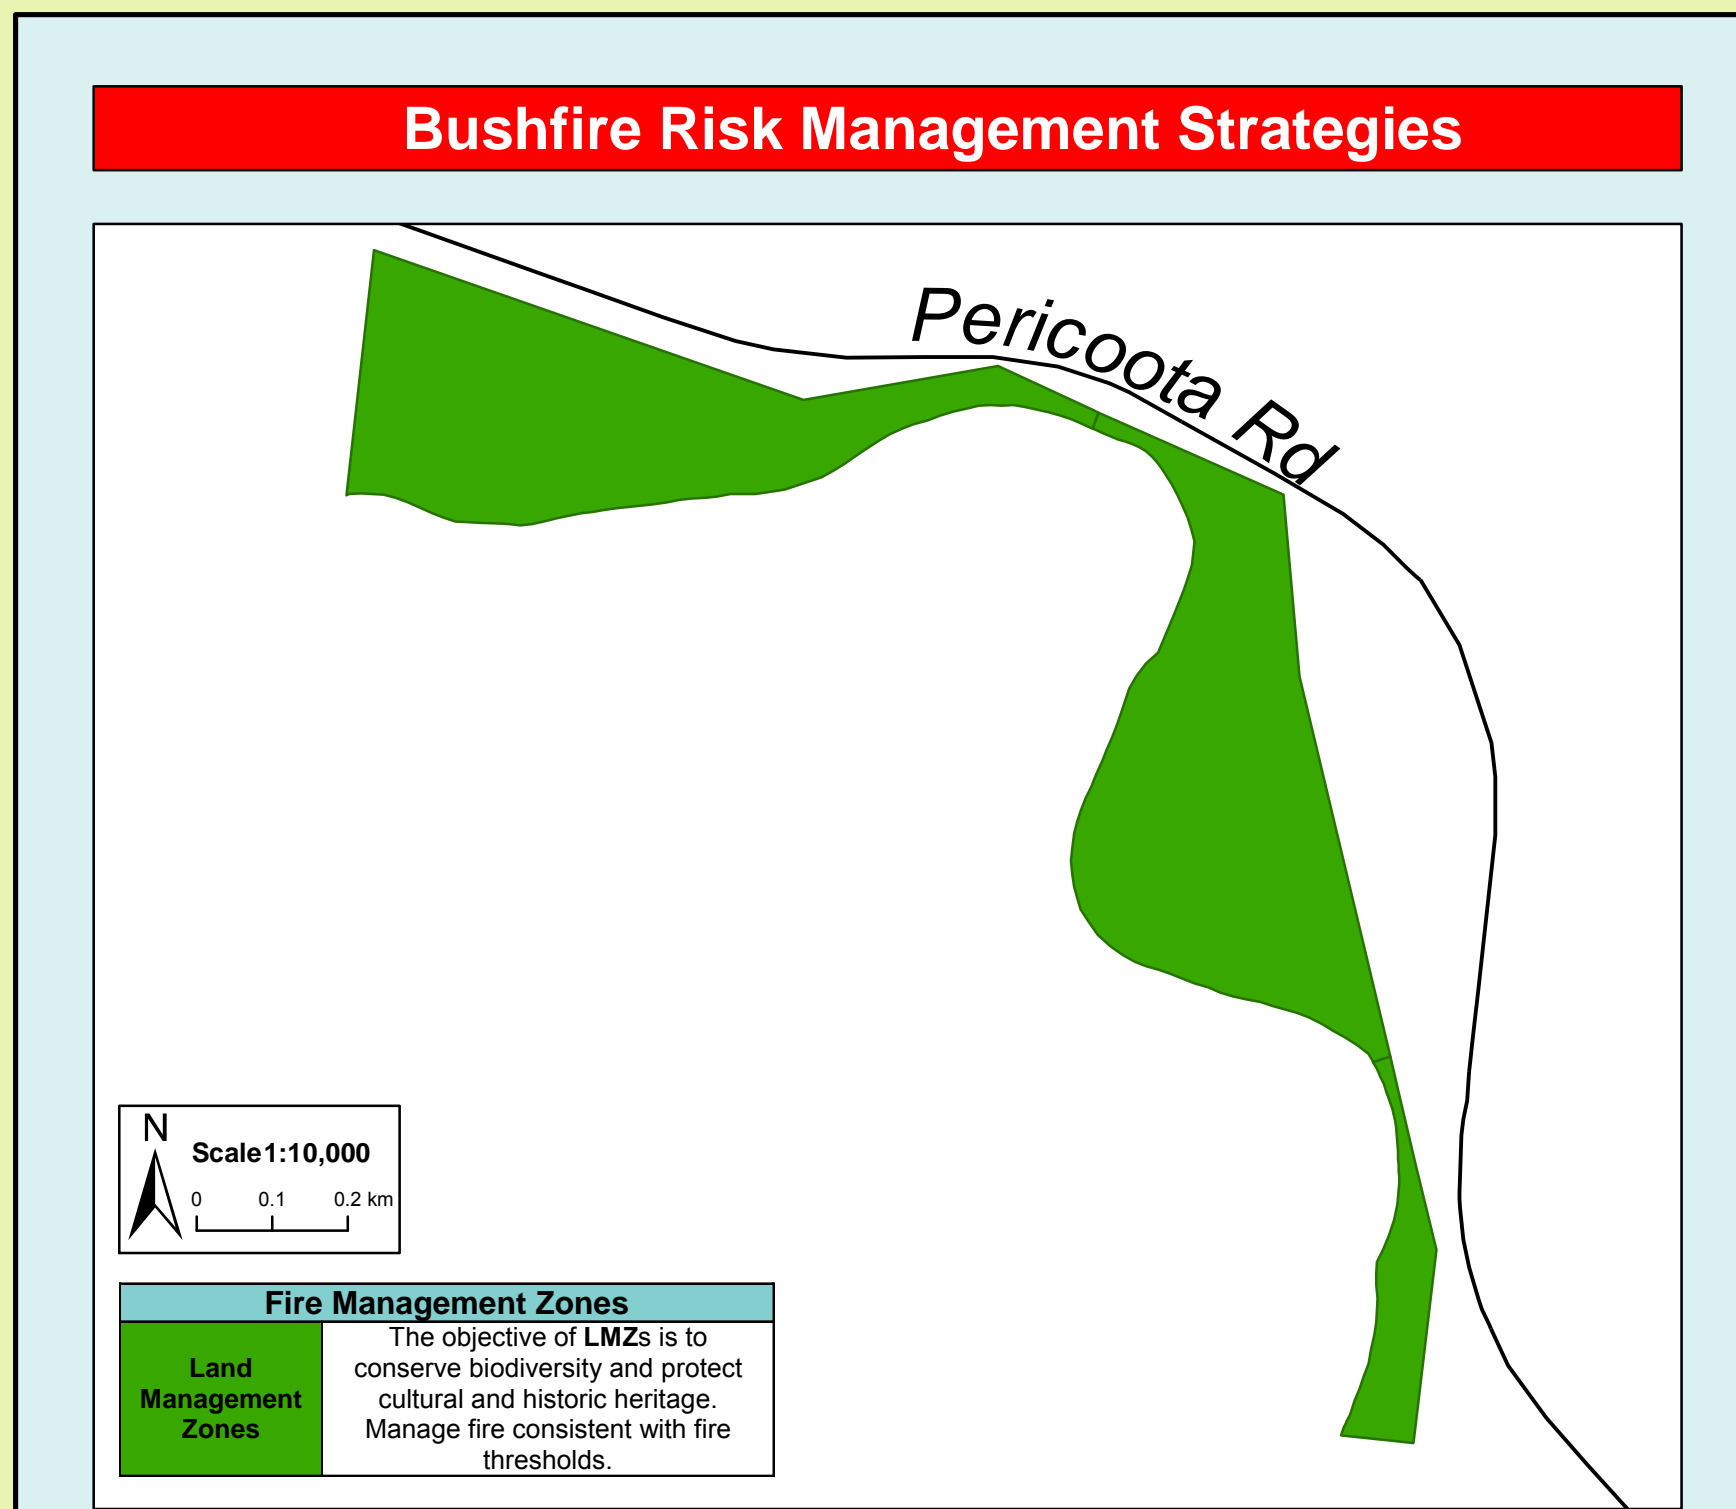 Bushfire Risk Management Strategies
Pericoota Rd
N
Scale1:10,000
0 0.1 0.2 km
Fire Management Zones
Land
Management
Zones
The objective of LMZs is to
conserve biodiversity and protect
cultural and historic heritage.
Manage fire consistent with fire
thresholds.